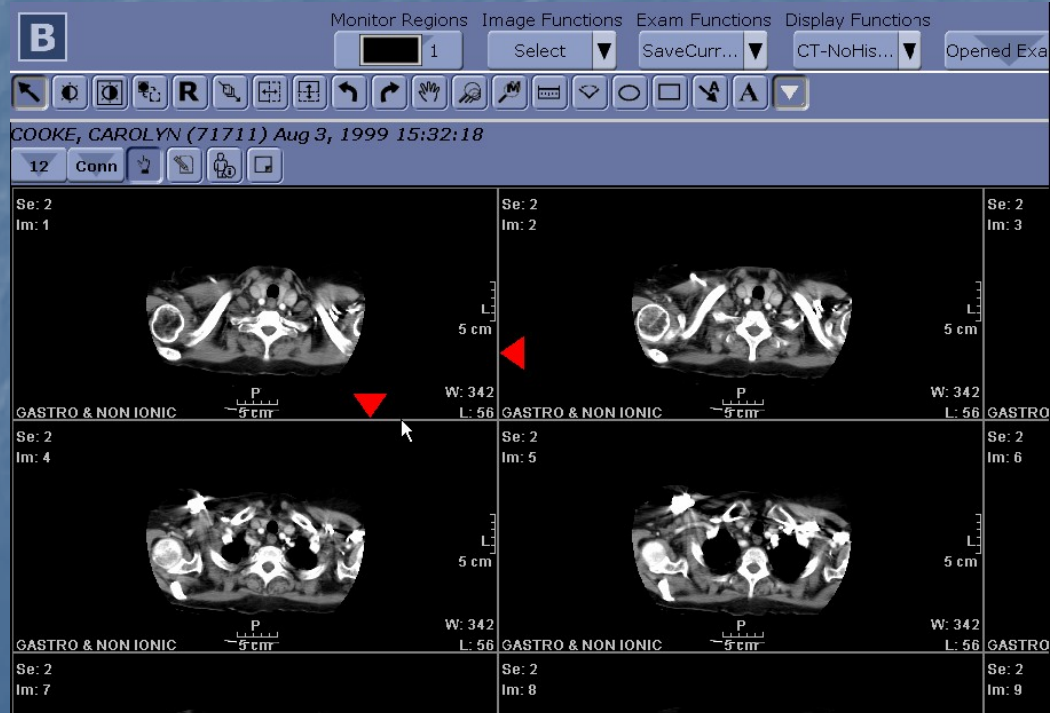 B
Monitor Regions Image Functions Exam Functions Display Functions
1 Select SaveCurr... CT-NoHis... Opened Exa
R M A A
COOKE, CAROLYN (71711) Aug 3, 1999 15:32:18
12 Conn
Se: 2
Im: 1
L
5 cm
P
5 cm
W: 342
L: 56
GASTRO & NON IONIC
Se: 2
Im: 2
L
5 cm
P
5 cm
W: 342
L: 56
GASTRO & NON IONIC
Se: 2
Im: 3
GASTRO
Se: 2
Im: 4
L
5 cm
P
5 cm
W: 342
L: 56
GASTRO & NON IONIC
Se: 2
Im: 5
L
5 cm
P
5 cm
W: 342
L: 56
GASTRO & NON IONIC
Se: 2
Im: 6
GASTRO
Se: 2
Im: 7
Se: 2
Im: 8
Se: 2
Im: 9